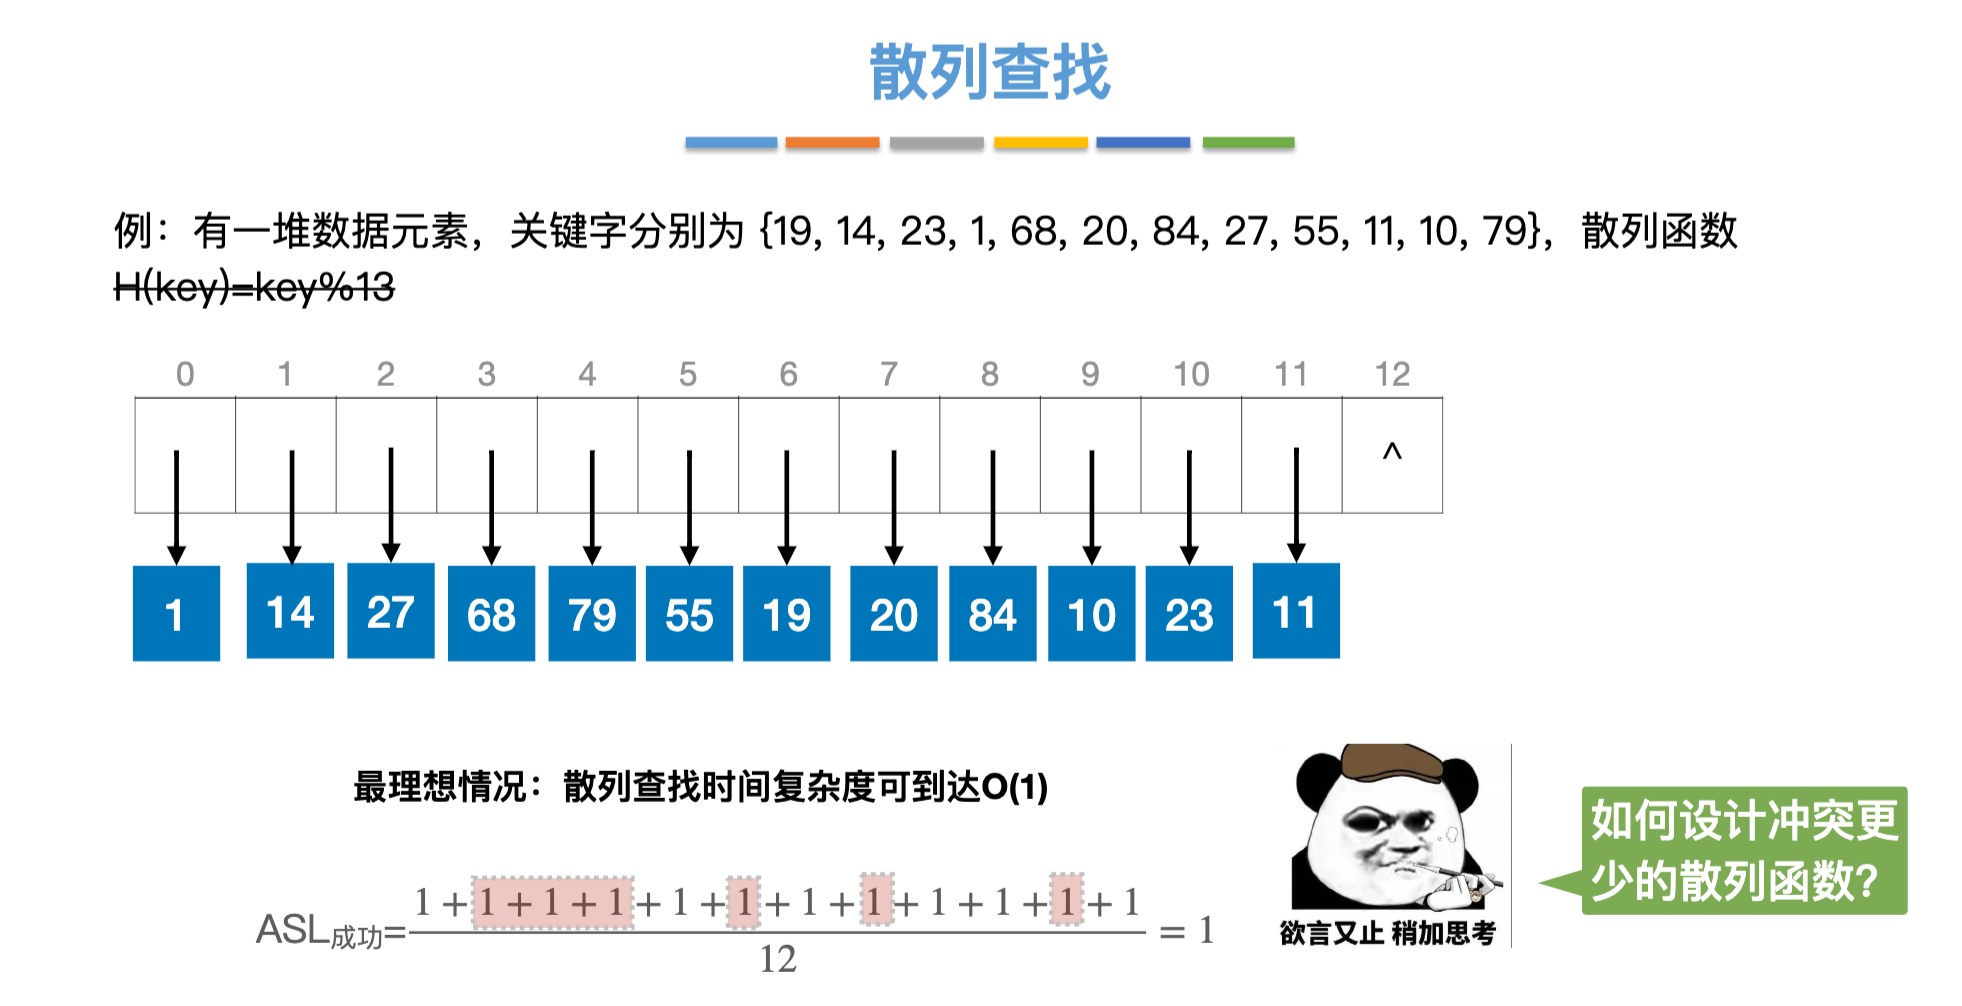 散列查找
例：有一堆数据元素，关键字分别为 {19, 14, 23, 1, 68, 20, 84, 27, 55, 11, 10, 79}，散列函数
H(key)=key%13
0 1 2 3 4 5 6 7 8 9 10 11 12
^
1 14 27 68 79 55 19 20 84 10 23 11
最理想情况：散列查找时间复杂度可到达O(1)
如何设计冲突更
少的散列函数？
1 + 1 + 1 + 1 + 1 + 1 + 1 + 1 + 1 + 1 + 1 + 1
ASL成功= = 1
12
欲言又止 稍加思考